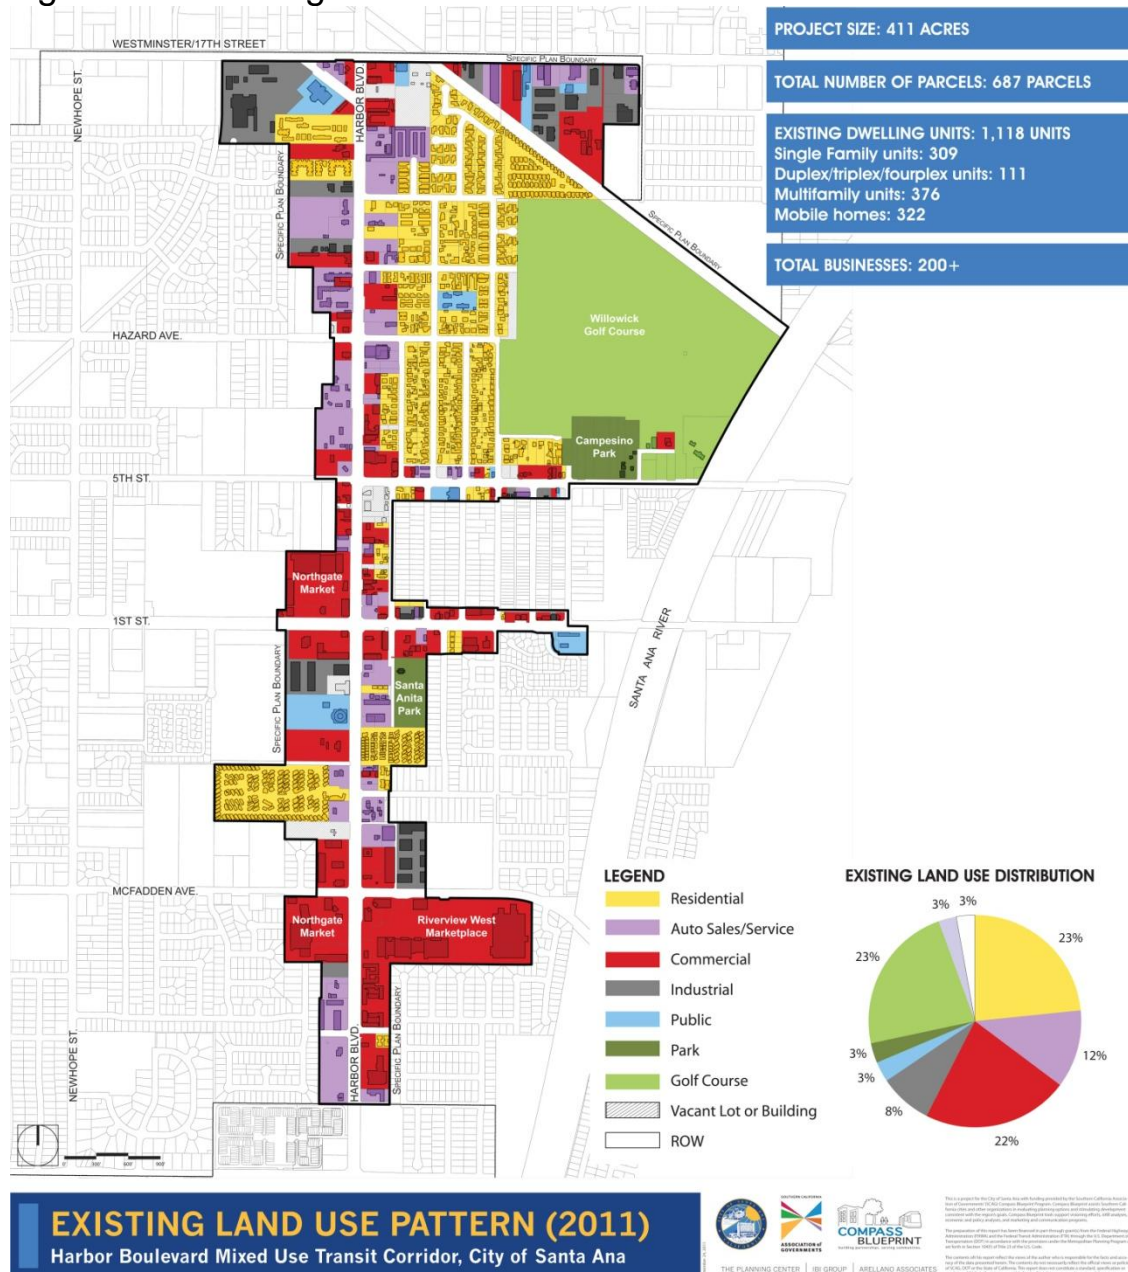 PROJECT SIZE: 411 ACRES
TOTAL NUMBER OF PARCELS: 687 PARCELS
EXISTING DWELLING UNITS: 1,118 UNITS
Single Family units: 309
Duplex/triplex/fourplex units: 111
Multifamily units: 376
Mobile homes: 322
TOTAL BUSINESSES: 200+
WESTMINSTER/17TH STREET
SPECIFIC PLAN BOUNDARY
NEWHOPE ST.
HARBOR BLVD.
SPECIFIC PLAN BOUNDARY
SPECIFIC PLAN BOUNDARY
Willowick
Golf Course
HAZARD AVE.
Campesino
Park
5TH ST.
Northgate
Market
1ST ST.
SANTA ANA RIVER
SPECIFIC PLAN BOUNDARY
Santa
Anita
Park
MCFADDEN AVE.
Northgate
Market
Riverview West
Marketplace
NEWHOPE ST.
HARBOR BLVD.
SPECIFIC PLAN BOUNDARY
LEGEND
Residential
Auto Sales/Service
Commercial
Industrial
Public
Park
Golf Course
Vacant Lot or Building
ROW
EXISTING LAND USE DISTRIBUTION
3%
3%
23%
23%
12%
3%
3%
8%
22%
EXISTING LAND USE PATTERN (2011)
Harbor Boulevard Mixed Use Transit Corridor, City of Santa Ana
SOUTHERN CALIFORNIA
ASSOCIATION of
GOVERNMENTS
COMPASS
BLUEPRINT
THE PLANNING CENTER | IBI GROUP | ARELLANO ASSOCIATES